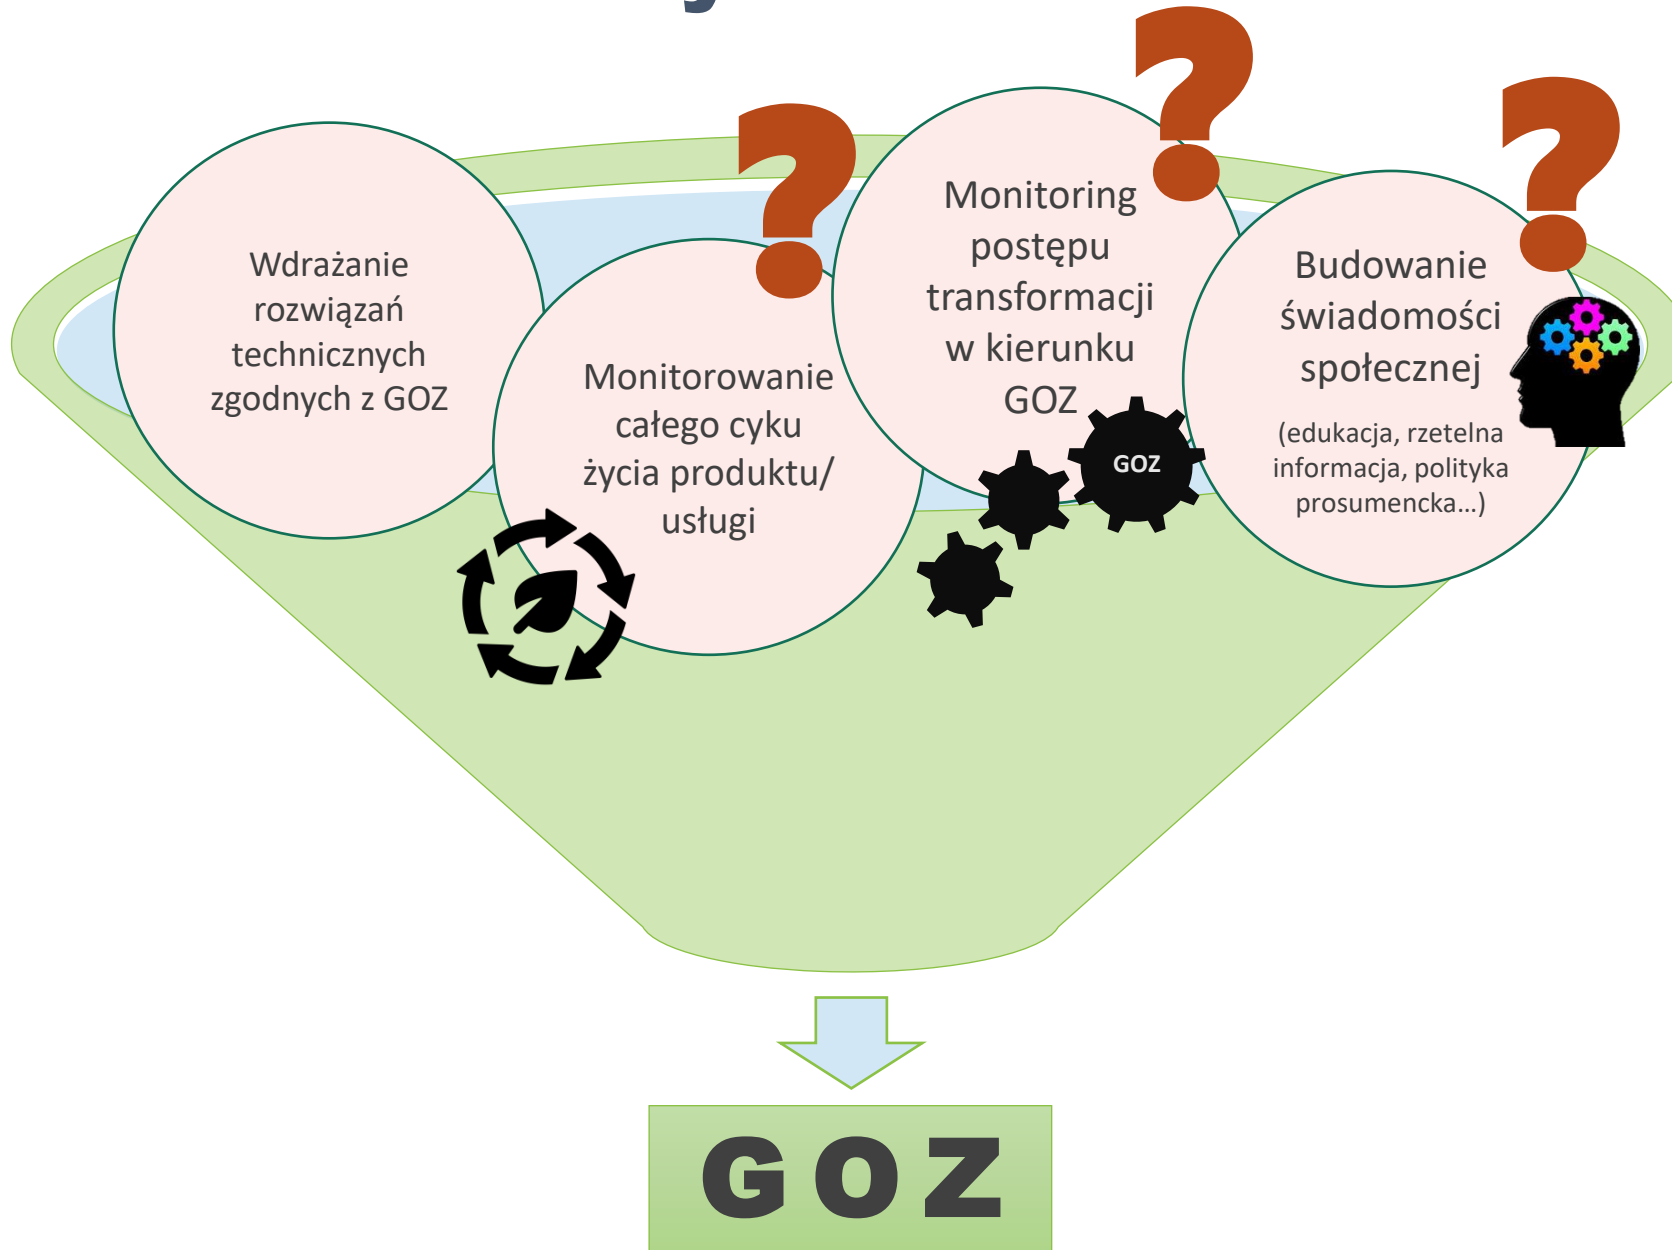 Wdrażanie
rozwiązań
technicznych
zgodnych z GOZ
?
Monitorowanie
całego cyku
życia produktu/
usługi
?
Monitoring
postępu
transformacji
w kierunku
GOZ
GOZ
?
Budowanie
świadomości
społecznej
(edukacja, rzetelna
informacja, polityka
prosumencka…)
GOZ